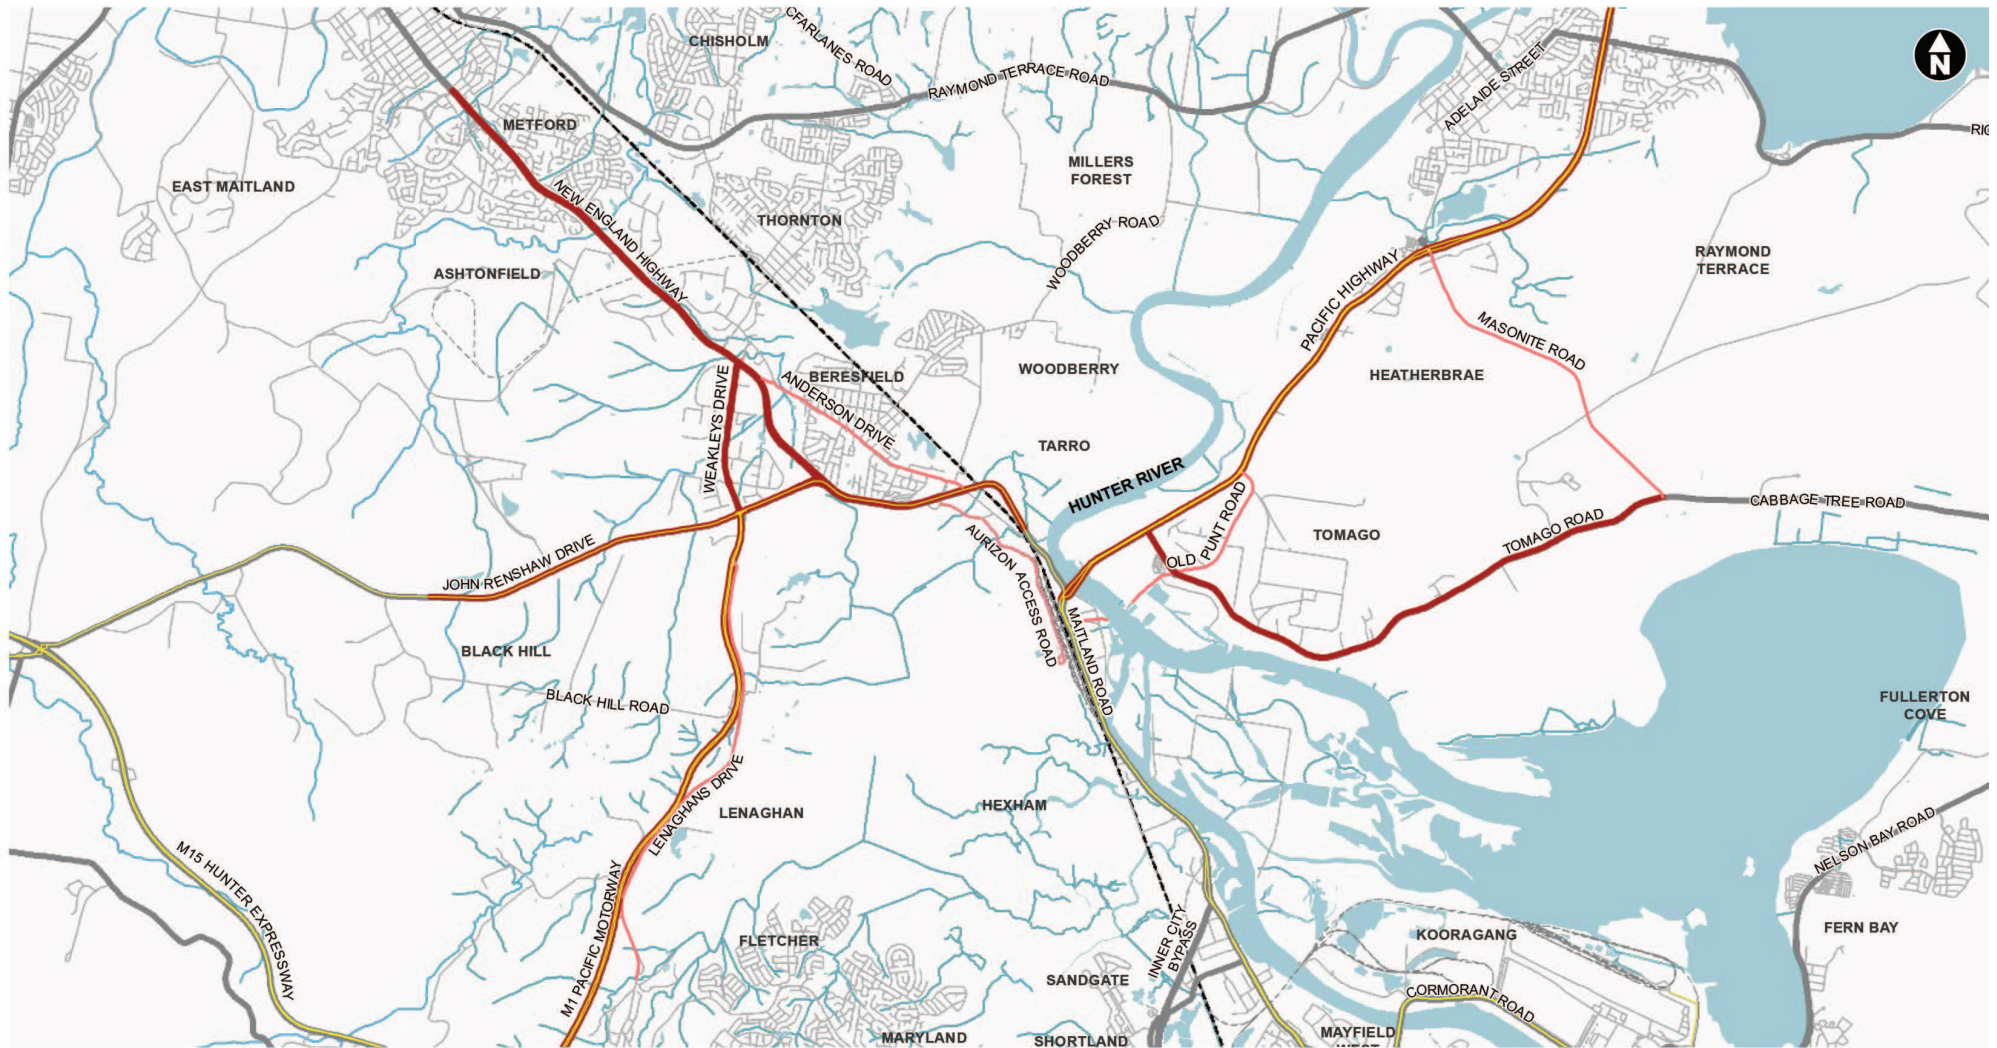 CHISHOLM
CFARLANES ROAD
RAYMOND TERRACE ROAD
ADELAIDE STREET
N
METFORD
RIC
EAST MAITLAND
MILLERS
FOREST
NEW ENGLAND HIGHWAY
THORNTON
WOODBERRY ROAD
ASHTONFIELD
PACIFIC HIGHWAY
RAYMOND
TERRACE
MASONITE ROAD
WEAKLEYS DRIVE
BERESFIELD
ANDERSON DRIVE
WOODBERRY
HEATHERBRAE
TARRO
HUNTER RIVER
CABBAGE TREE ROAD
OLD PUNT ROAD
TOMAGO
TOMAGO ROAD
JOHN RENSHAW DRIVE
AURIZON ACCESS ROAD
MAITLAND ROAD
BLACK HILL
BLACK HILL ROAD
FULLERTON
COVE
LENAGHANS DRIVE
LENAGHAN
HEXHAM
M15 HUNTER EXPRESSWAY
M1 PACIFIC MOTORWAY
NELSON BAY ROAD
FLETCHER
INNER CITY
BYPASS
KOORAGANG
FERN BAY
SANDGATE
CORMORANT ROAD
MARYLAND
SHORTLAND
MAYFIELD
WEST